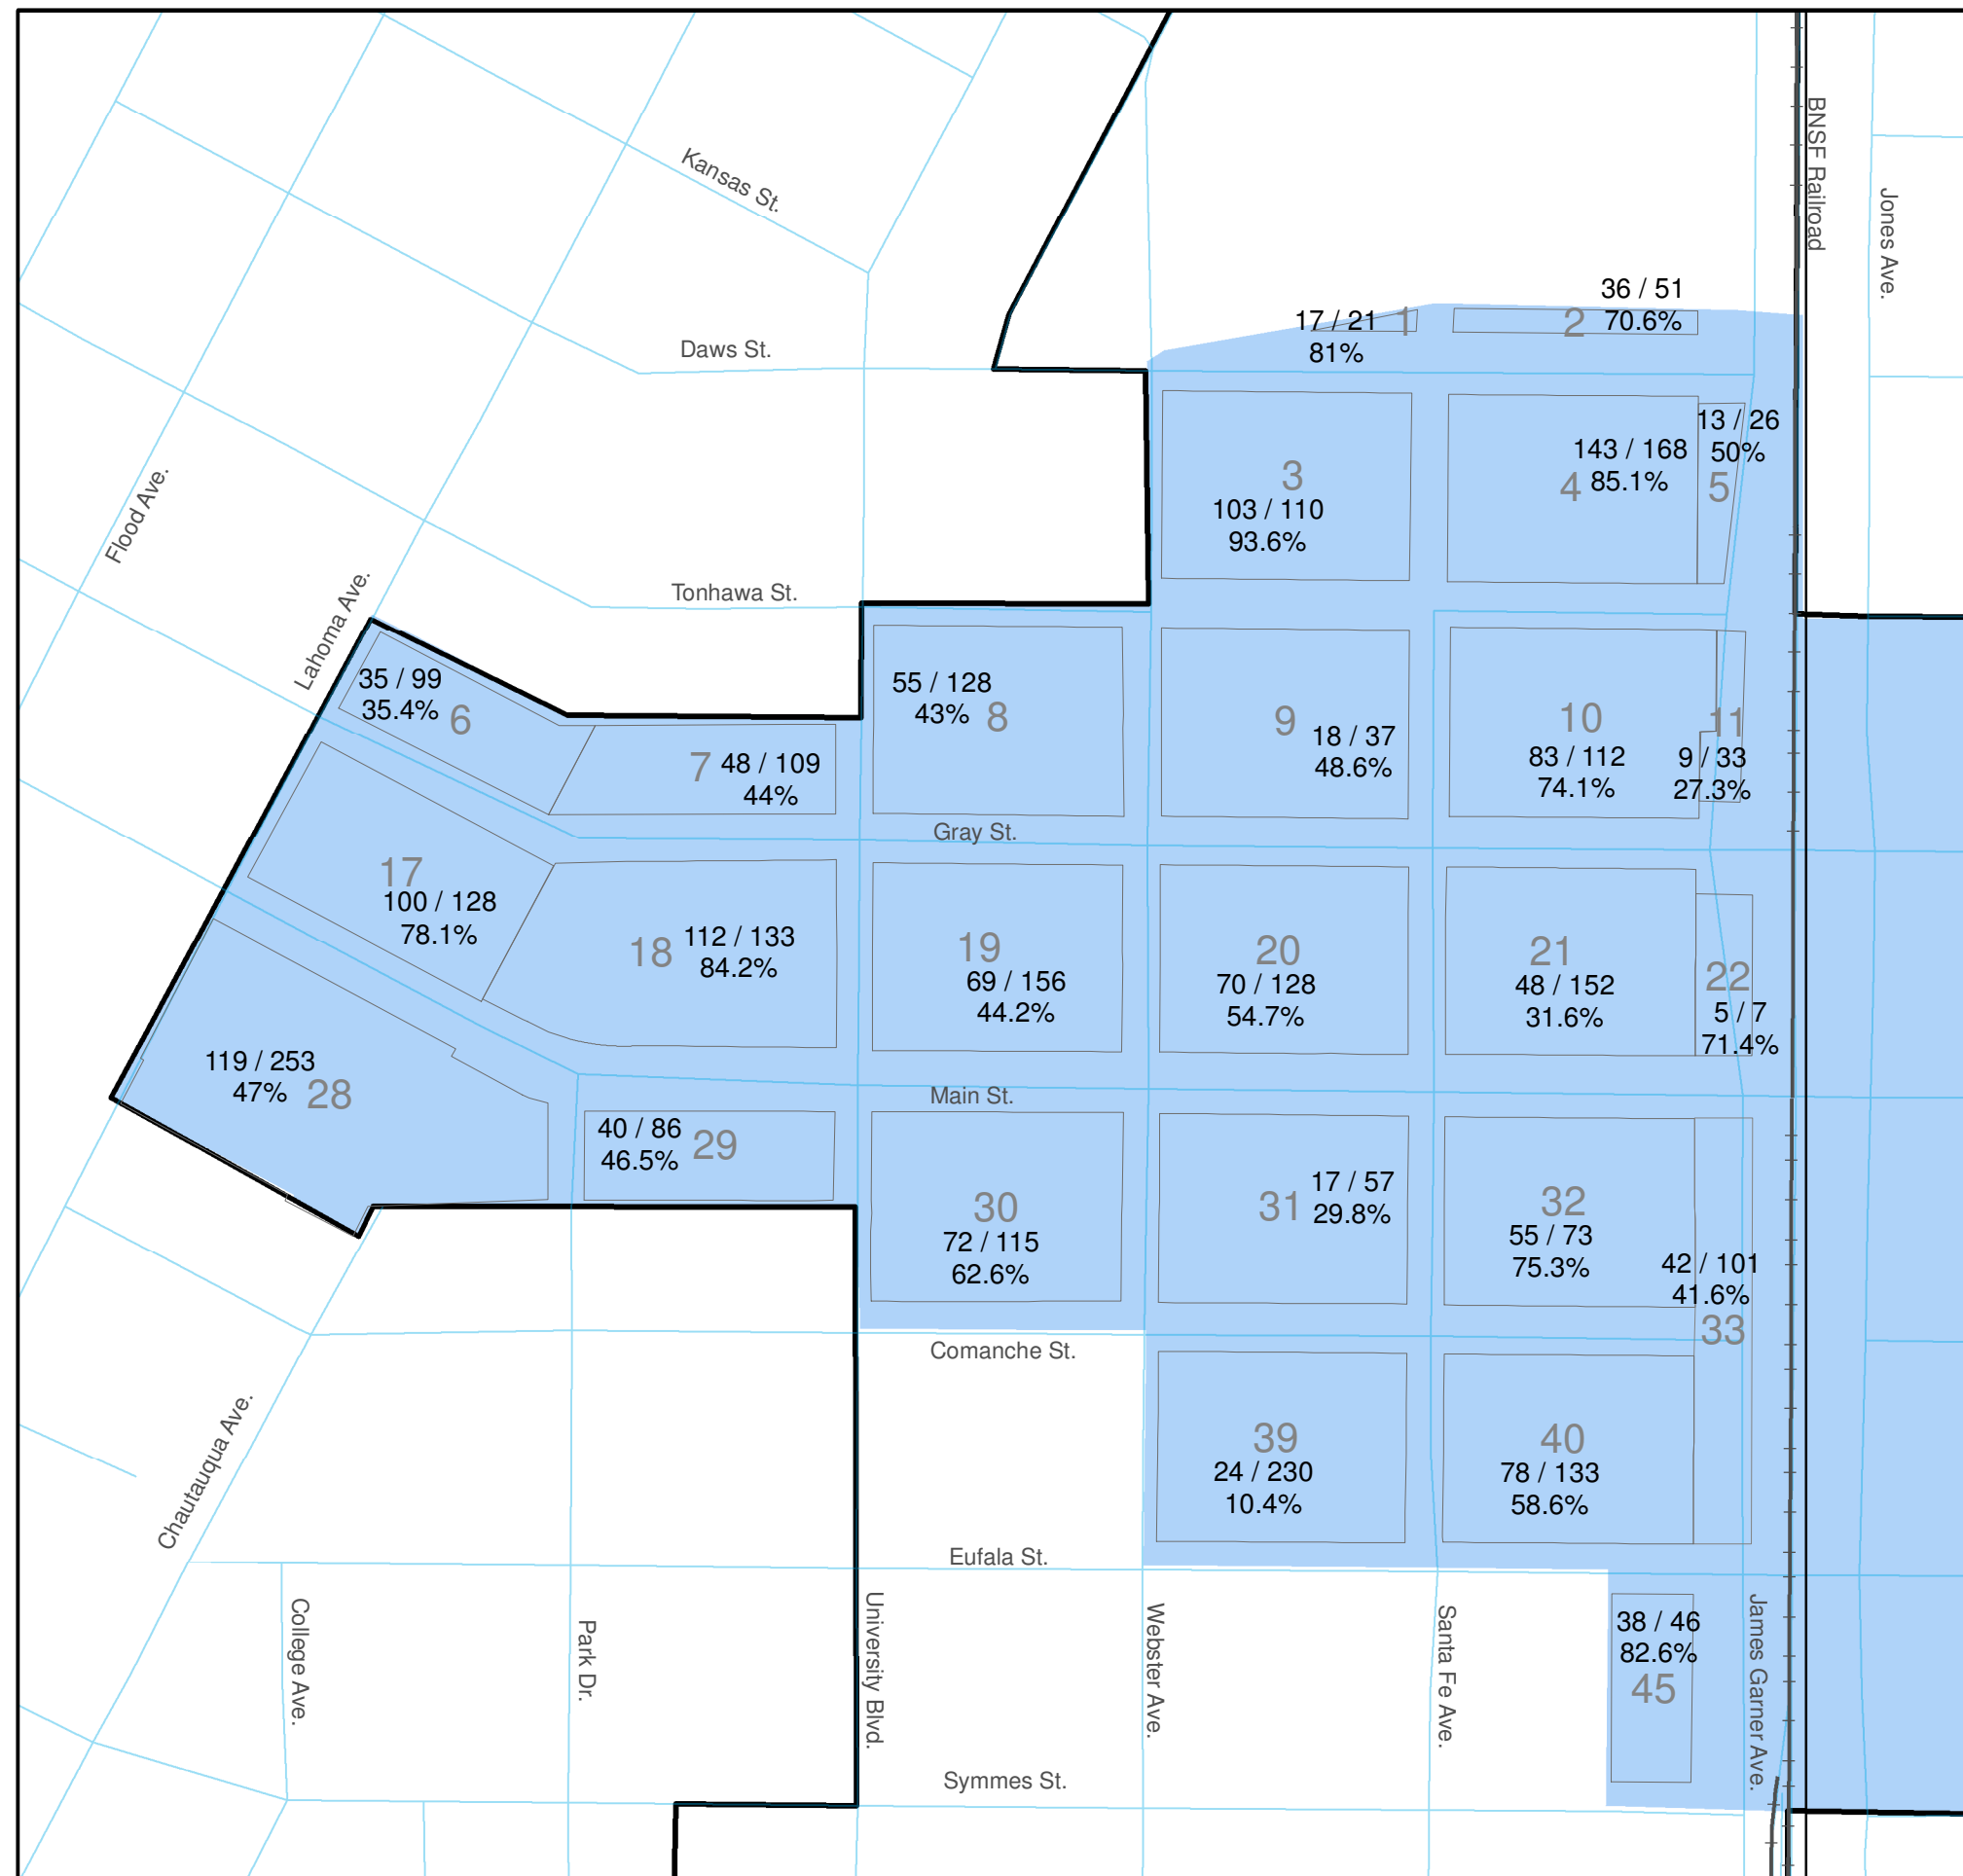 Kansas St.
BNSF Railroad
Jones Ave.
36 / 51
17 / 21 1
2 70.6%
81%
Daws St.
13 / 26
50%
5
143 / 168
4 85.1%
3
103 / 110
93.6%
Flood Ave.
Lahoma Ave.
Tonhawa St.
35 / 99
35.4% 6
7 48 / 109
44%
55 / 128
43% 8
9 18 / 37
48.6%
10
83 / 112
74.1%
11
9 / 33
27.3%
Gray St.
17
100 / 128
78.1%
18 112 / 133
84.2%
19
69 / 156
44.2%
20
70 / 128
54.7%
21
48 / 152
31.6%
22
5 / 7
71.4%
119 / 253
47% 28
Main St.
40 / 86
46.5% 29
30
72 / 115
62.6%
31 17 / 57
29.8%
32
55 / 73
75.3%
42 / 101
41.6%
33
Comanche St.
Chautauqua Ave.
39
24 / 230
10.4%
40
78 / 133
58.6%
Eufala St.
College Ave.
Park Dr.
University Blvd.
Webster Ave.
Santa Fe Ave.
38 / 46
82.6%
45
James Garner Ave.
Symmes St.